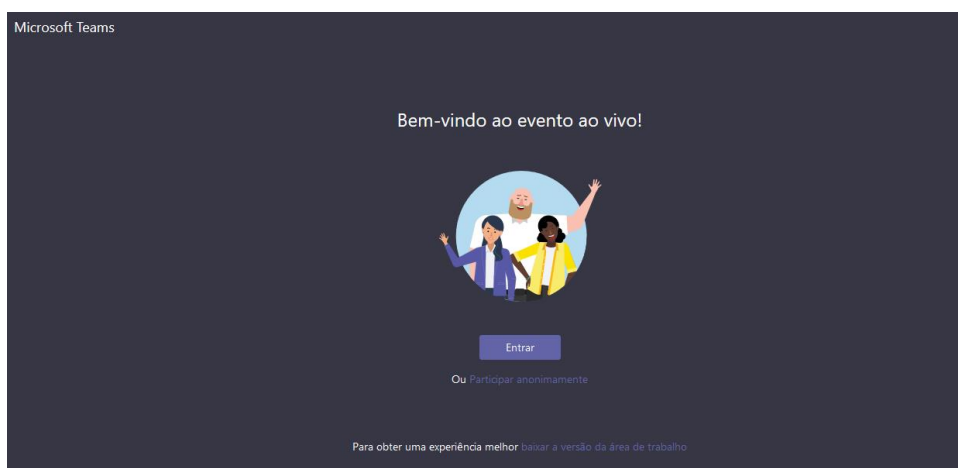 Microsoft Teams
Bem-vindo ao evento ao vivo!
Entrar
Ou Participar anonimamente
Para obter uma experiência melhor baixar a versão da área de trabalho